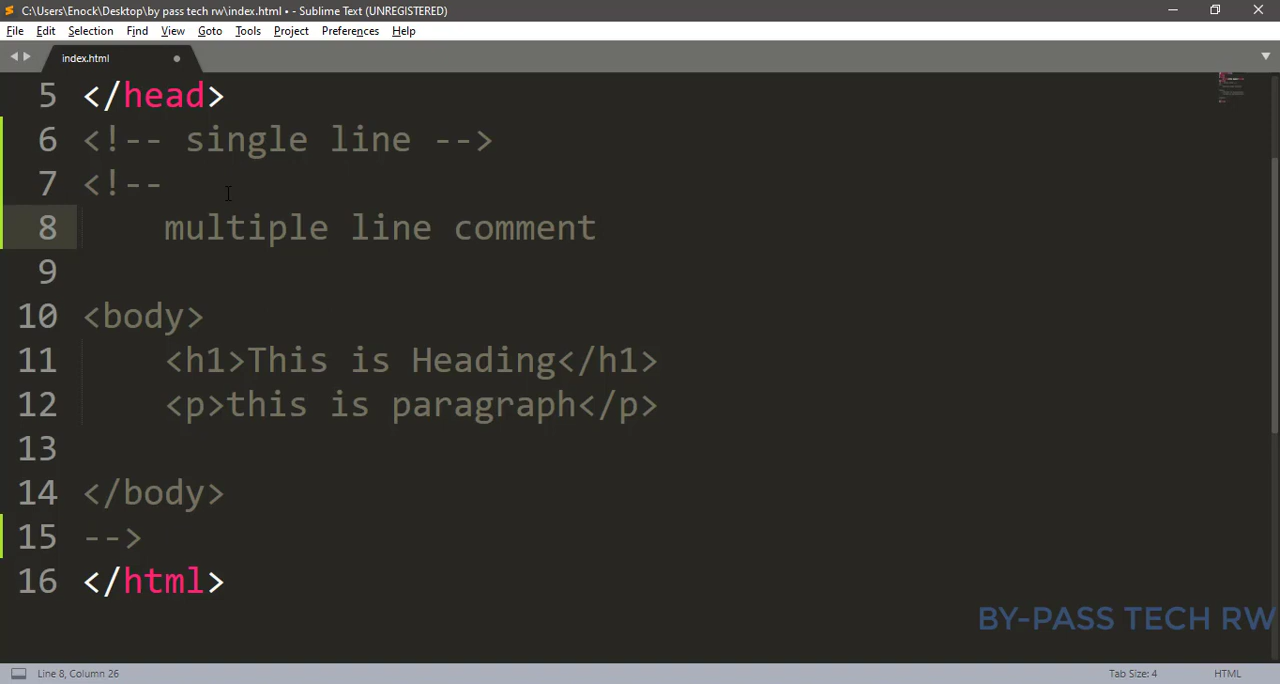 C:\Users\Enock\Desktop\by pass tech rw\index.html • - Sublime Text (UNREGISTERED)
File Edit Selection Find View Goto Tools Project Preferences Help
index.html
5 </head>
6 <!-- single line -->
7 <!--
8 multiple line comment
9
10 <body>
11 <h1>This is Heading</h1>
12 <p>this is paragraph</p>
13
14 </body>
15 -->
16 </html>
BY-PASS TECH RW
Line 8, Column 26 Tab Size: 4 HTML